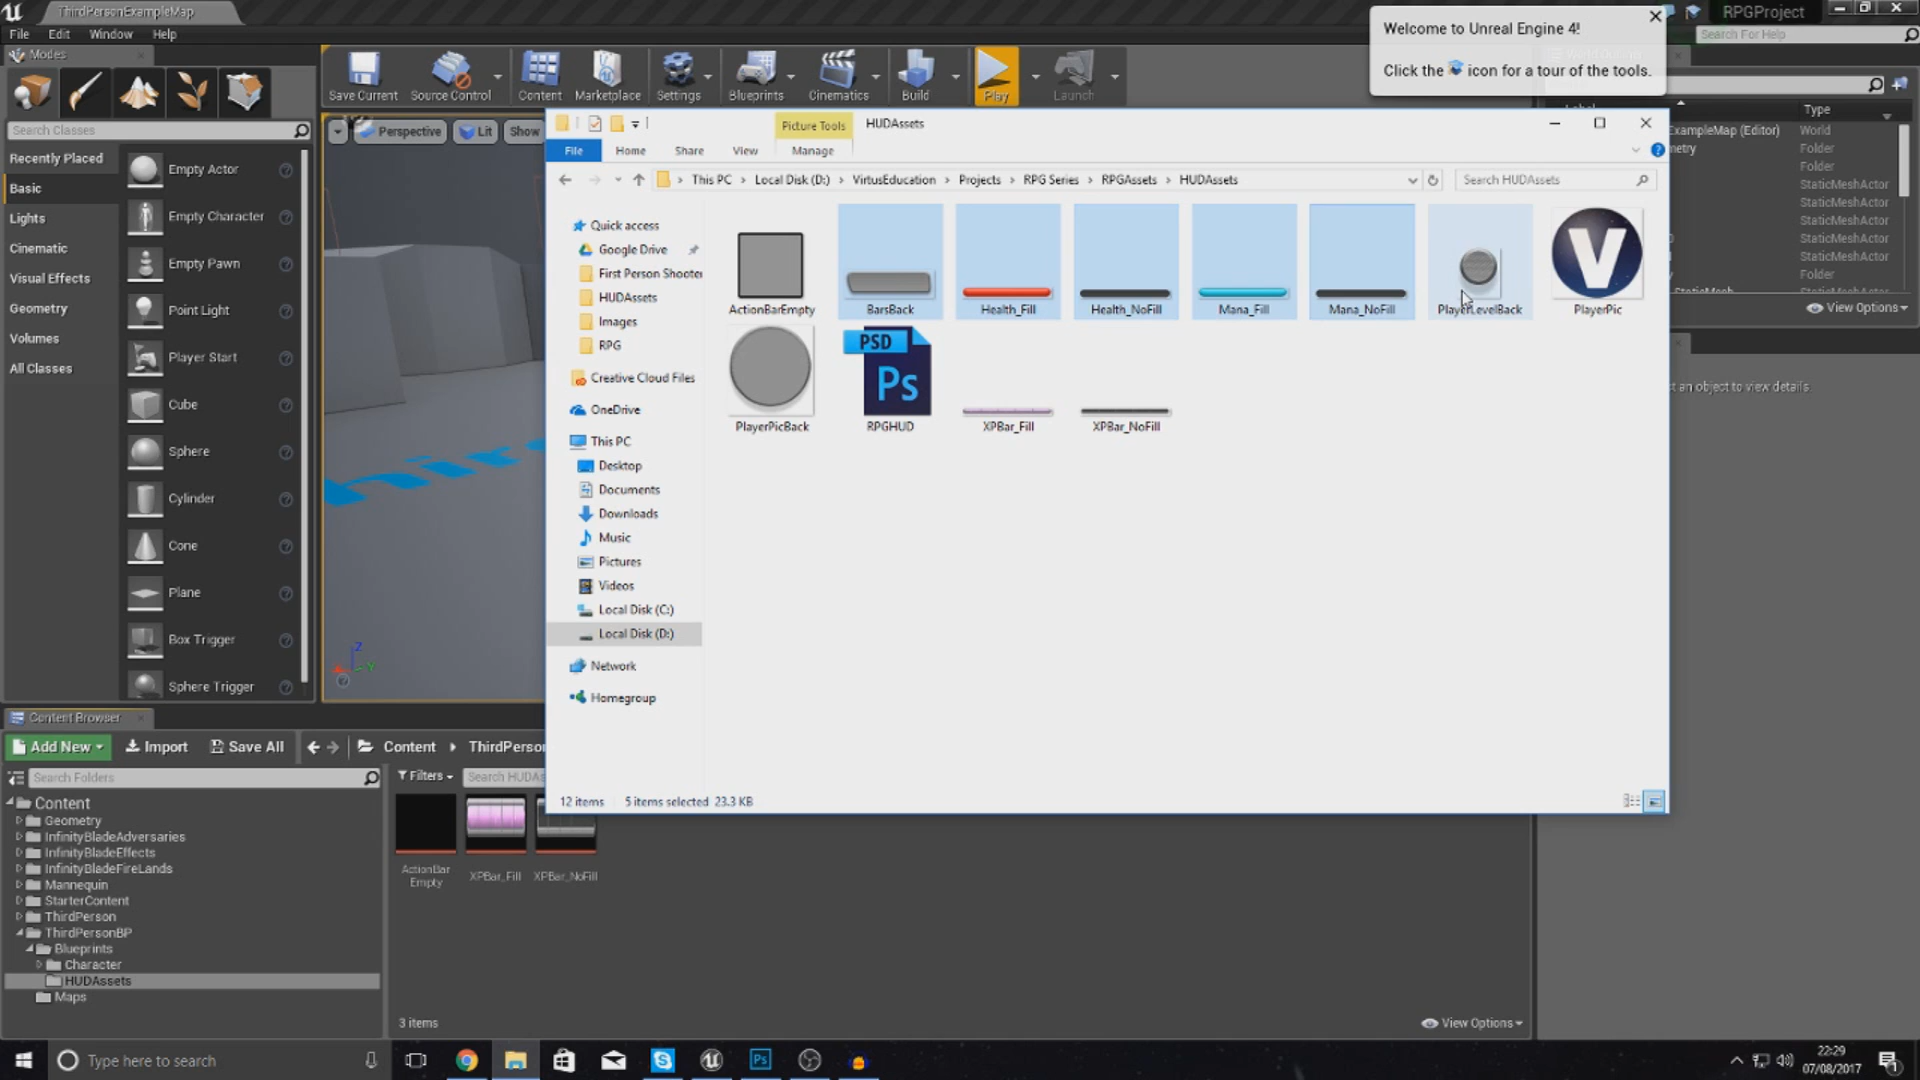 ThirdPersonExampleMap
RPGProject
File Edit Window Help
Search For Help
Welcome to Unreal Engine 4!
Click the icon for a tour of the tools.
Modes
Save Current
Source Control
Content
Marketplace
Settings
Blueprints
Cinematics
Build
Play
Launch
Search Classes
Perspective
Lit
Show
Recently Placed
Basic
Lights
Cinematic
Visual Effects
Geometry
Volumes
All Classes
Empty Actor
Empty Character
Empty Pawn
Point Light
Player Start
Cube
Sphere
Cylinder
Cone
Plane
Box Trigger
Sphere Trigger
Picture Tools
HUDAssets
File Home Share View Manage
This PC > Local Disk (D:) > VirtusEducation > Projects > RPG Series > RPGAssets > HUDAssets
Search HUDAssets
Quick access
Google Drive
First Person Shooter
HUDAssets
Images
RPG
Creative Cloud Files
OneDrive
This PC
Desktop
Documents
Downloads
Music
Pictures
Videos
Local Disk (C:)
Local Disk (D:)
Network
Homegroup
ActionBarEmpty
BarsBack
Health_Fill
Health_NoFill
Mana_Fill
Mana_NoFill
PlayerLevelBack
V
PlayerPic
PlayerPicBack
PSD
Ps
RPGHUD
XPBar_Fill
XPBar_NoFill
12 items 5 items selected 23.3 KB
Type
ExampleMap (Editor) World
metry Folder
Folder
StaticMeshActor
StaticMeshActor
StaticMeshActor
StaticMeshActor
StaticMeshActor
Folder
StaticMesh StaticMeshActor
View Options
an object to view details.
Content Browser
Add New
Import
Save All
Content
ThirdPerson
Search Folders
Filters
Search HUDAs
Content
Geometry
InfinityBladeAdversaries
InfinityBladeEffects
InfinityBladeFireLands
Mannequin
StarterContent
ThirdPerson
ThirdPersonBP
Blueprints
Character
HUDAssets
Maps
ActionBar
Empty
XPBar_Fill
XPBar_NoFill
3 items
View Options
Type here to search
Ps
22:29
07/08/2017
1